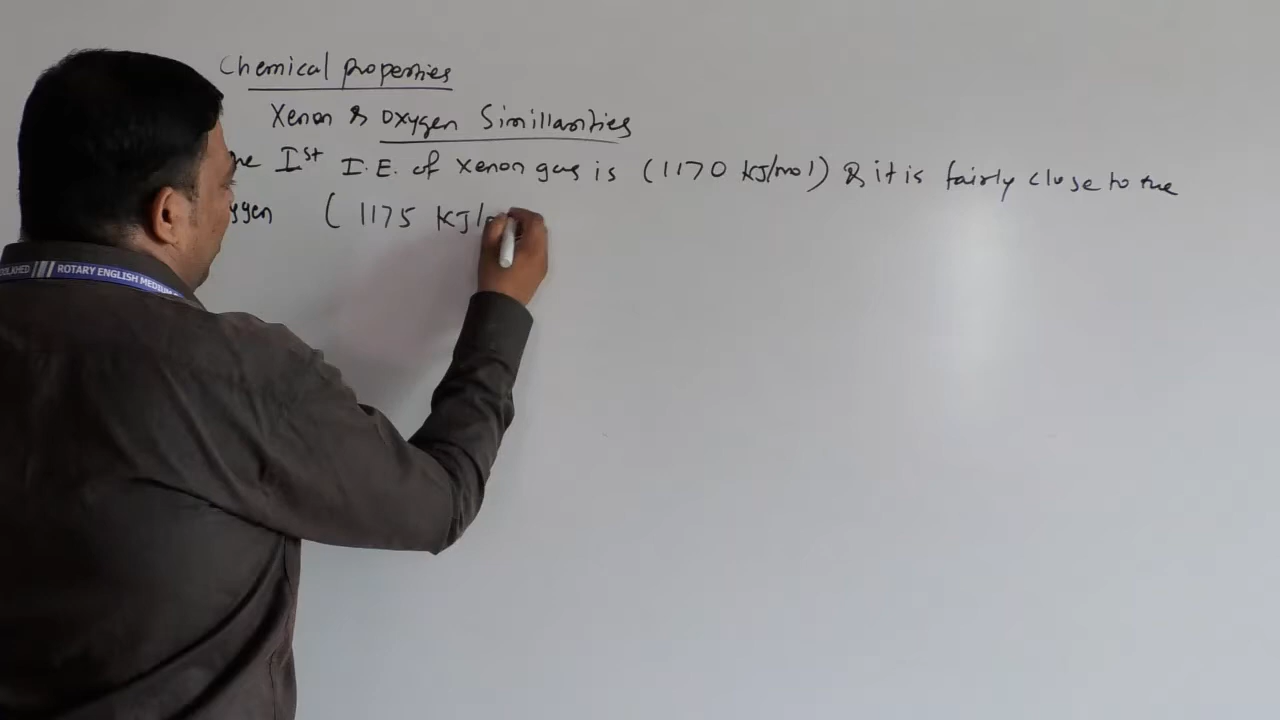 Chemical properties
Xenon & Oxygen Simillarities
Ist I.E. of xenon gas is (1170 KJ/mol) & it is fairly close to the
( 1175 KJ/
ROTARY ENGLISH MEDIUM